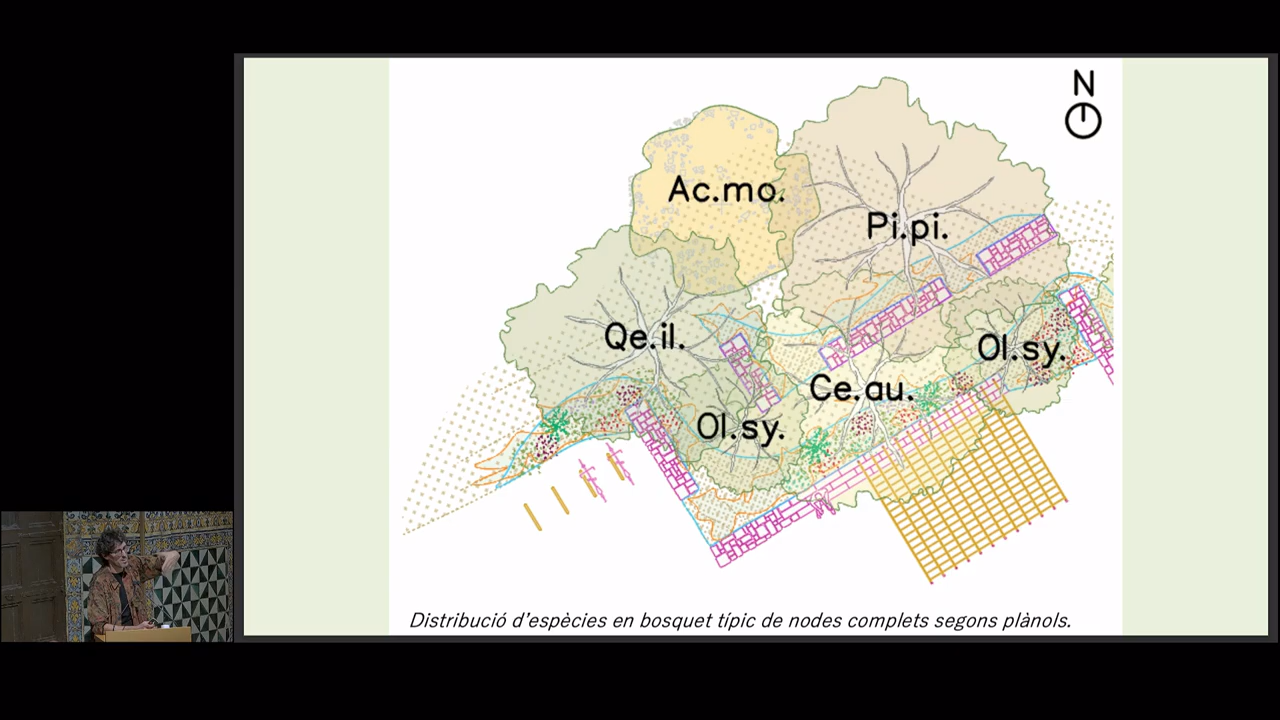 N
Ac.mo.
Pi.pi.
Qe.il.
Ol.sy.
Ce.au.
Ol.sy.
Distribució d'espècies en bosquet típic de nodes complets segons plànols.